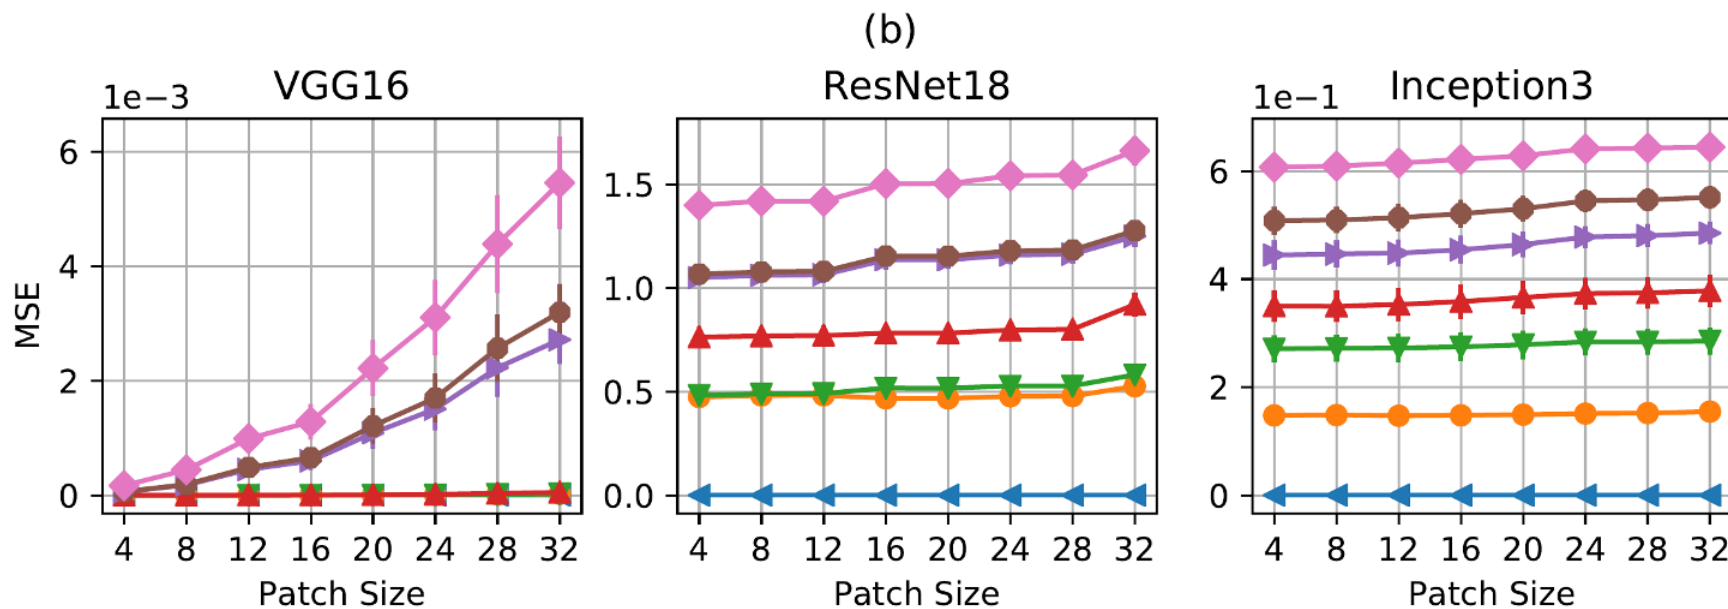 (b)
VGG16 ResNet18 Inception3
1e−3 1e−1
6 1.5 6
4 1.0 4
2 0.5 2
0 0.0 0
MSE
4 8 12 16 20 24 28 32 4 8 12 16 20 24 28 32 4 8 12 16 20 24 28 32
Patch Size Patch Size Patch Size